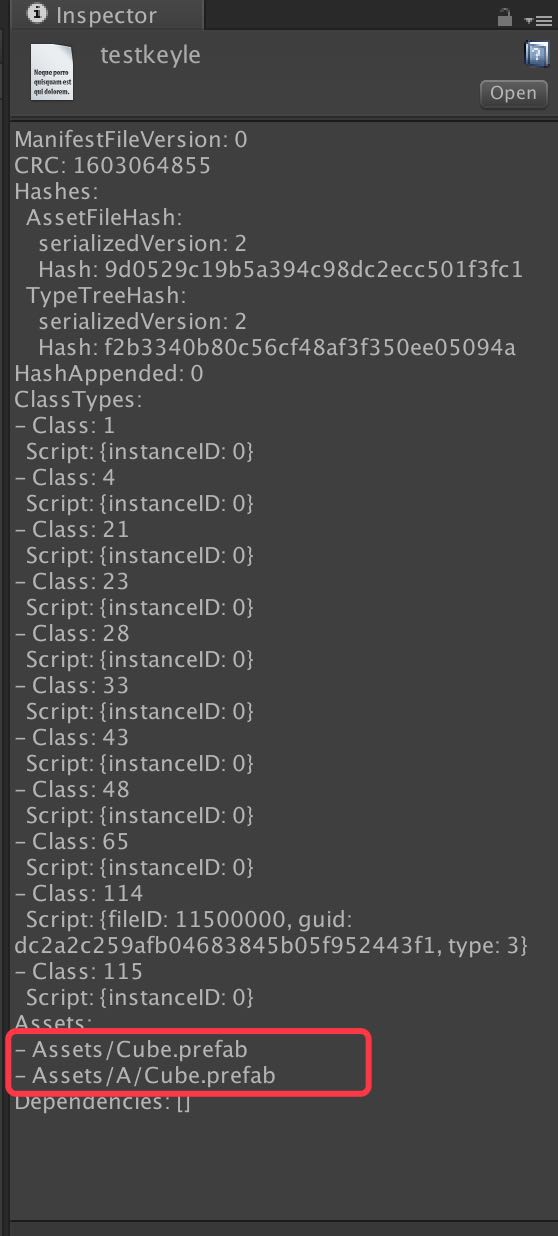 Inspector
testkeyle
Neque porro
quisquam est
qui dolorem.
Open
ManifestFileVersion: 0
CRC: 1603064855
Hashes:
AssetFileHash:
serializedVersion: 2
Hash: 9d0529c19b5a394c98dc2ecc501f3fc1
TypeTreeHash:
serializedVersion: 2
Hash: f2b3340b80c56cf48af3f350ee05094a
HashAppended: 0
ClassTypes:
- Class: 1
Script: {instanceID: 0}
- Class: 4
Script: {instanceID: 0}
- Class: 21
Script: {instanceID: 0}
- Class: 23
Script: {instanceID: 0}
- Class: 28
Script: {instanceID: 0}
- Class: 33
Script: {instanceID: 0}
- Class: 43
Script: {instanceID: 0}
- Class: 48
Script: {instanceID: 0}
- Class: 65
Script: {instanceID: 0}
- Class: 114
Script: {fileID: 11500000, guid:
dc2a2c259afb04683845b05f952443f1, type: 3}
- Class: 115
Script: {instanceID: 0}
Assets:
- Assets/Cube.prefab
- Assets/A/Cube.prefab
Dependencies: []